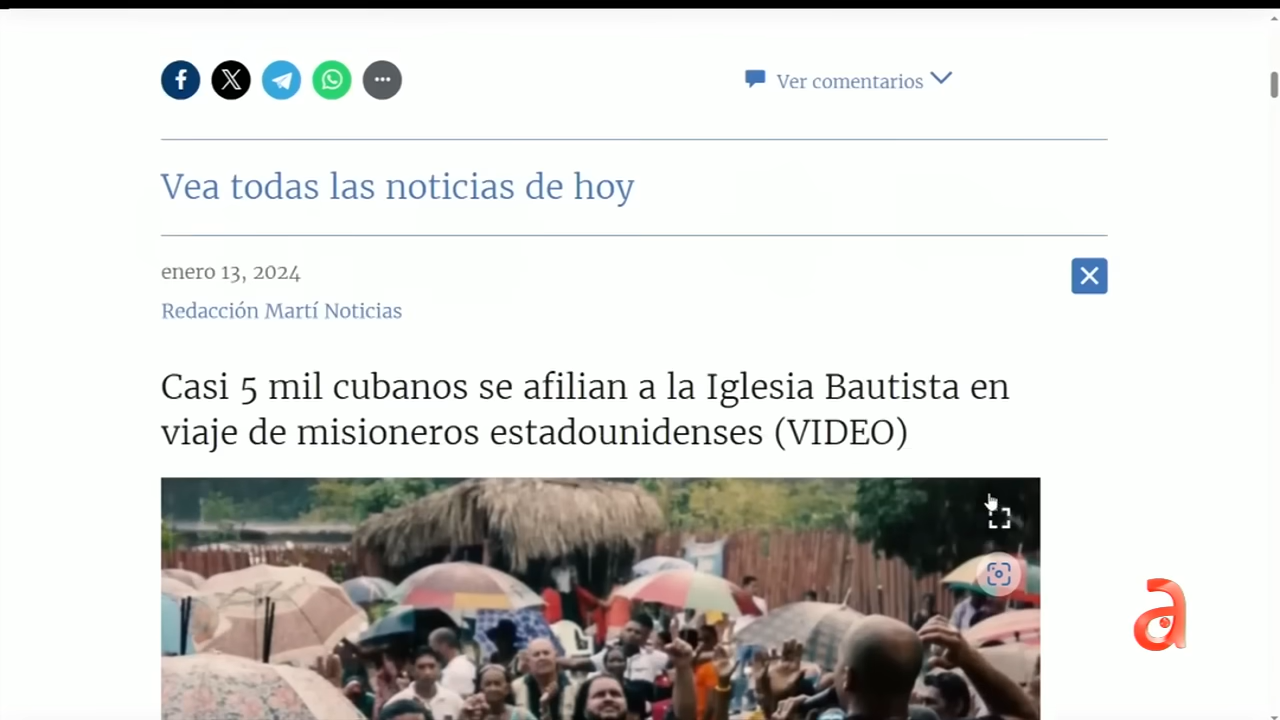 Ver comentarios
Vea todas las noticias de hoy
enero 13, 2024
Redacción Martí Noticias
Casi 5 mil cubanos se afilian a la Iglesia Bautista en
viaje de misioneros estadounidenses (VIDEO)
a